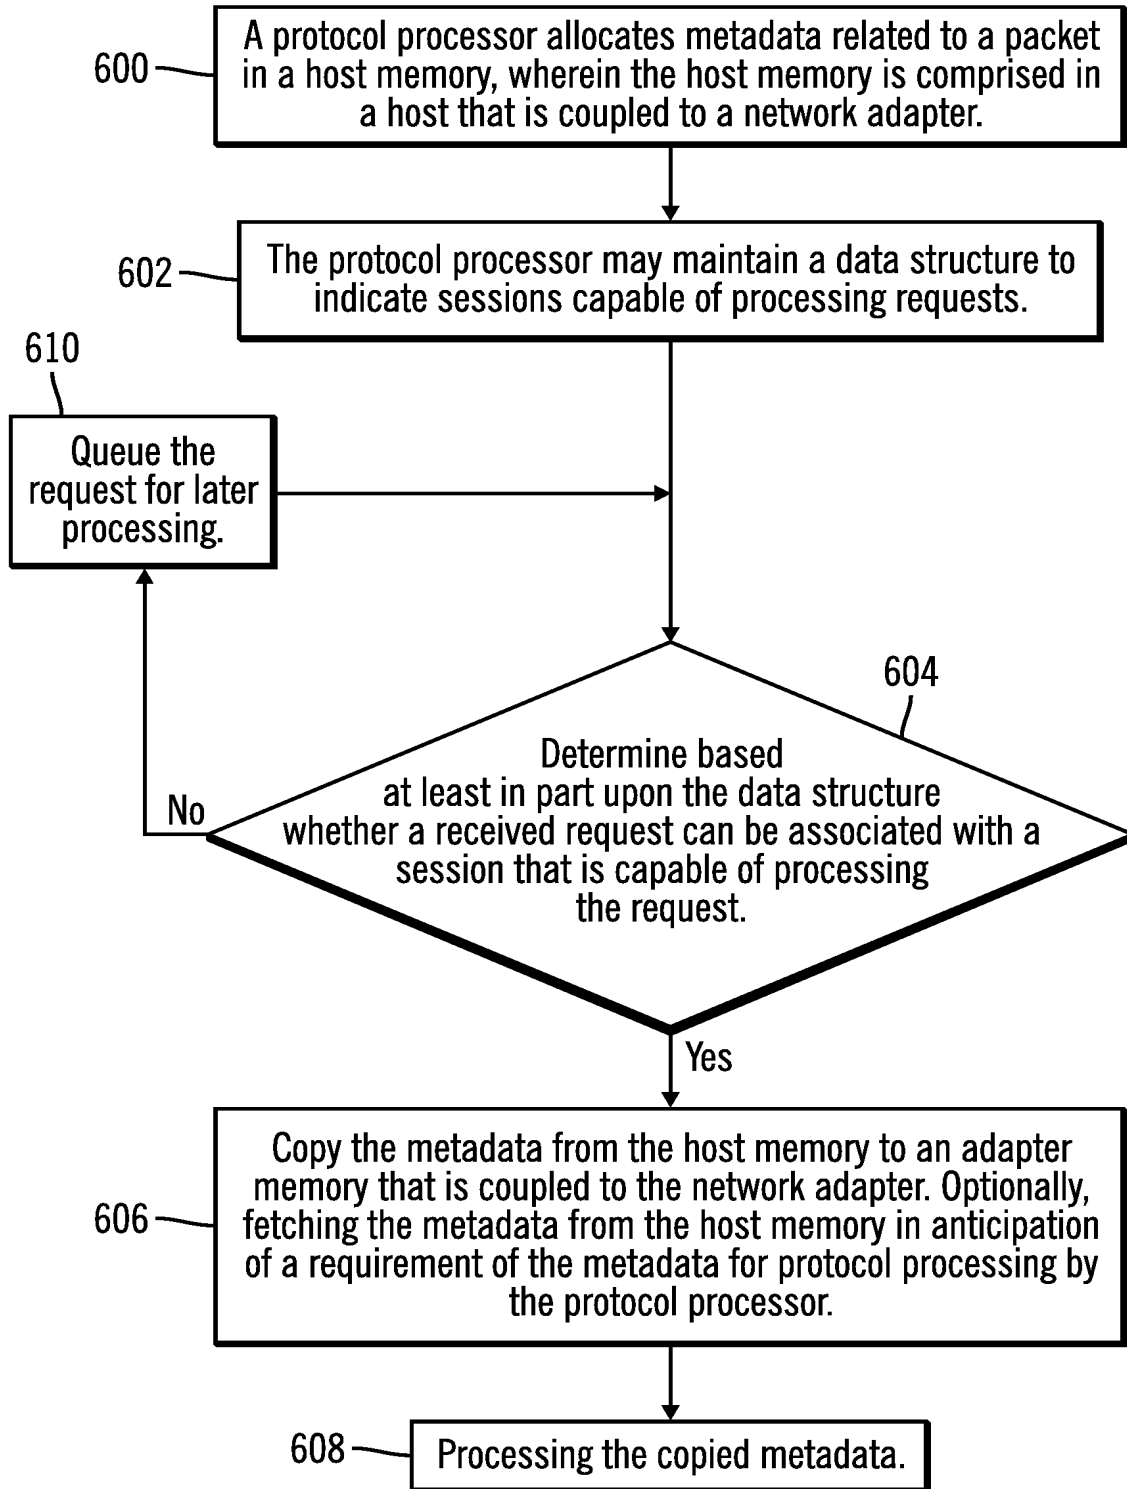 600
A protocol processor allocates metadata related to a packet
in a host memory, wherein the host memory is comprised in
a host that is coupled to a network adapter.
602
The protocol processor may maintain a data structure to
indicate sessions capable of processing requests.
610
Queue the
request for later
processing.
604
Determine based
at least in part upon the data structure
whether a received request can be associated with a
session that is capable of processing
the request.
No
Yes
606
Copy the metadata from the host memory to an adapter
memory that is coupled to the network adapter. Optionally,
fetching the metadata from the host memory in anticipation
of a requirement of the metadata for protocol processing by
the protocol processor.
608
Processing the copied metadata.